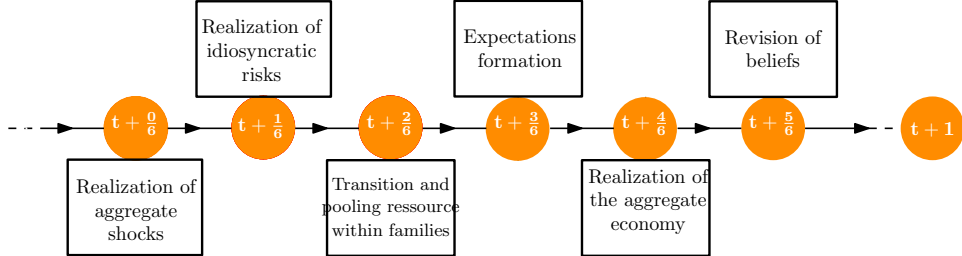 Realization of
idiosyncratic
risks
Expectations
formation
Revision of
beliefs
t + 0/6
t + 1/6
t + 2/6
t + 3/6
t + 4/6
t + 5/6
t + 1
Realization of
aggregate
shocks
Transition and
pooling ressource
within families
Realization of
the aggregate
economy